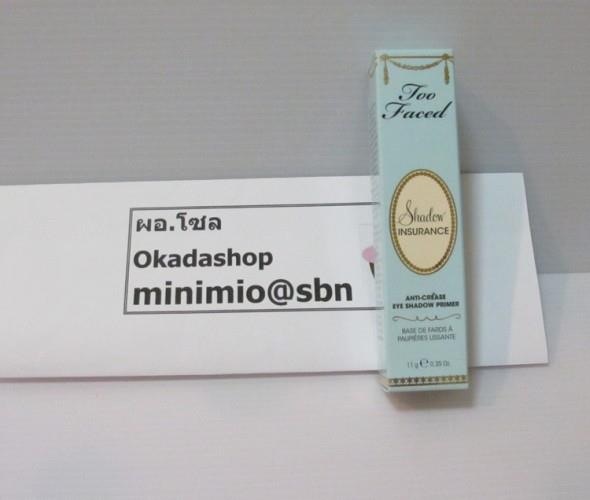 ผอ.โซล
Okadashop
minimio@sbn
Too
Faced
Shadow
INSURANCE
ANTI-CREASE
EYE SHADOW PRIMER
BASE DE FARDS À
PAUPIÈRES LISSANTE
11 g ℮ 0.35 Oz.